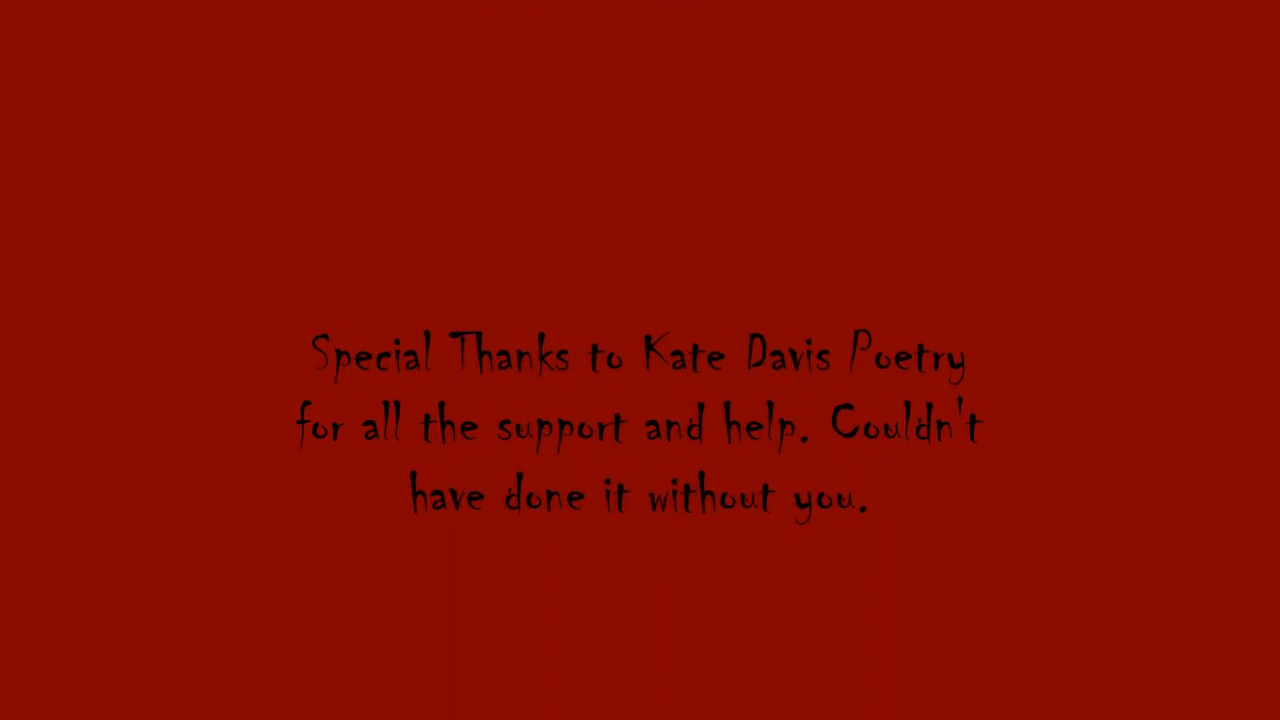 Special Thanks to Kate Davis Poetry
for all the support and help. Couldn't
have done it without you.